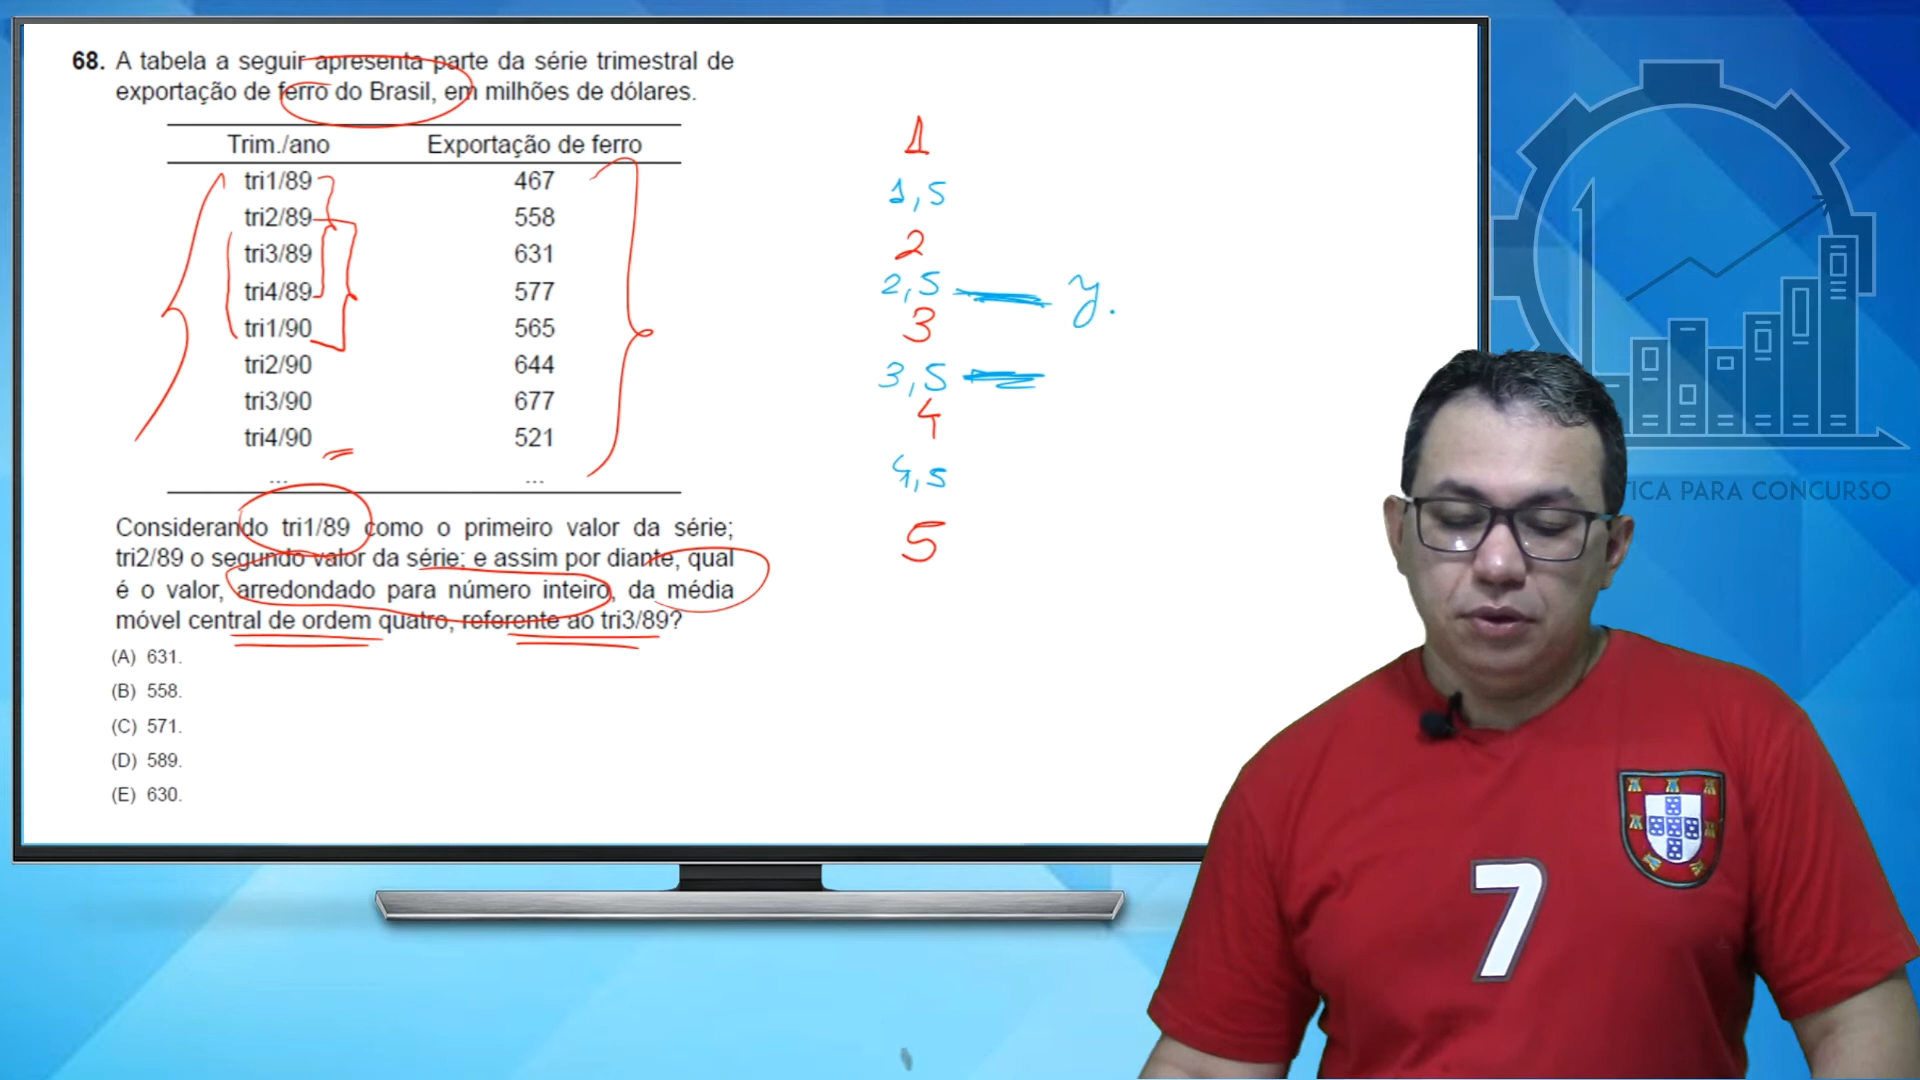 68. A tabela a seguir apresenta parte da série trimestral de
exportação de ferro do Brasil, em milhões de dólares.
Trim./ano Exportação de ferro
tri1/89 467
tri2/89 558
tri3/89 631
tri4/89 577
tri1/90 565
tri2/90 644
tri3/90 677
tri4/90 521
... ...
Considerando tri1/89 como o primeiro valor da série;
tri2/89 o segundo valor da série; e assim por diante, qual
é o valor, arredondado para número inteiro, da média
móvel central de ordem quatro, referente ao tri3/89?
(A) 631.
(B) 558.
(C) 571.
(D) 589.
(E) 630.
1
1,5
2
2,5 y.
3
3,5
4
4,5
5
TICA PARA CONCURSO
7